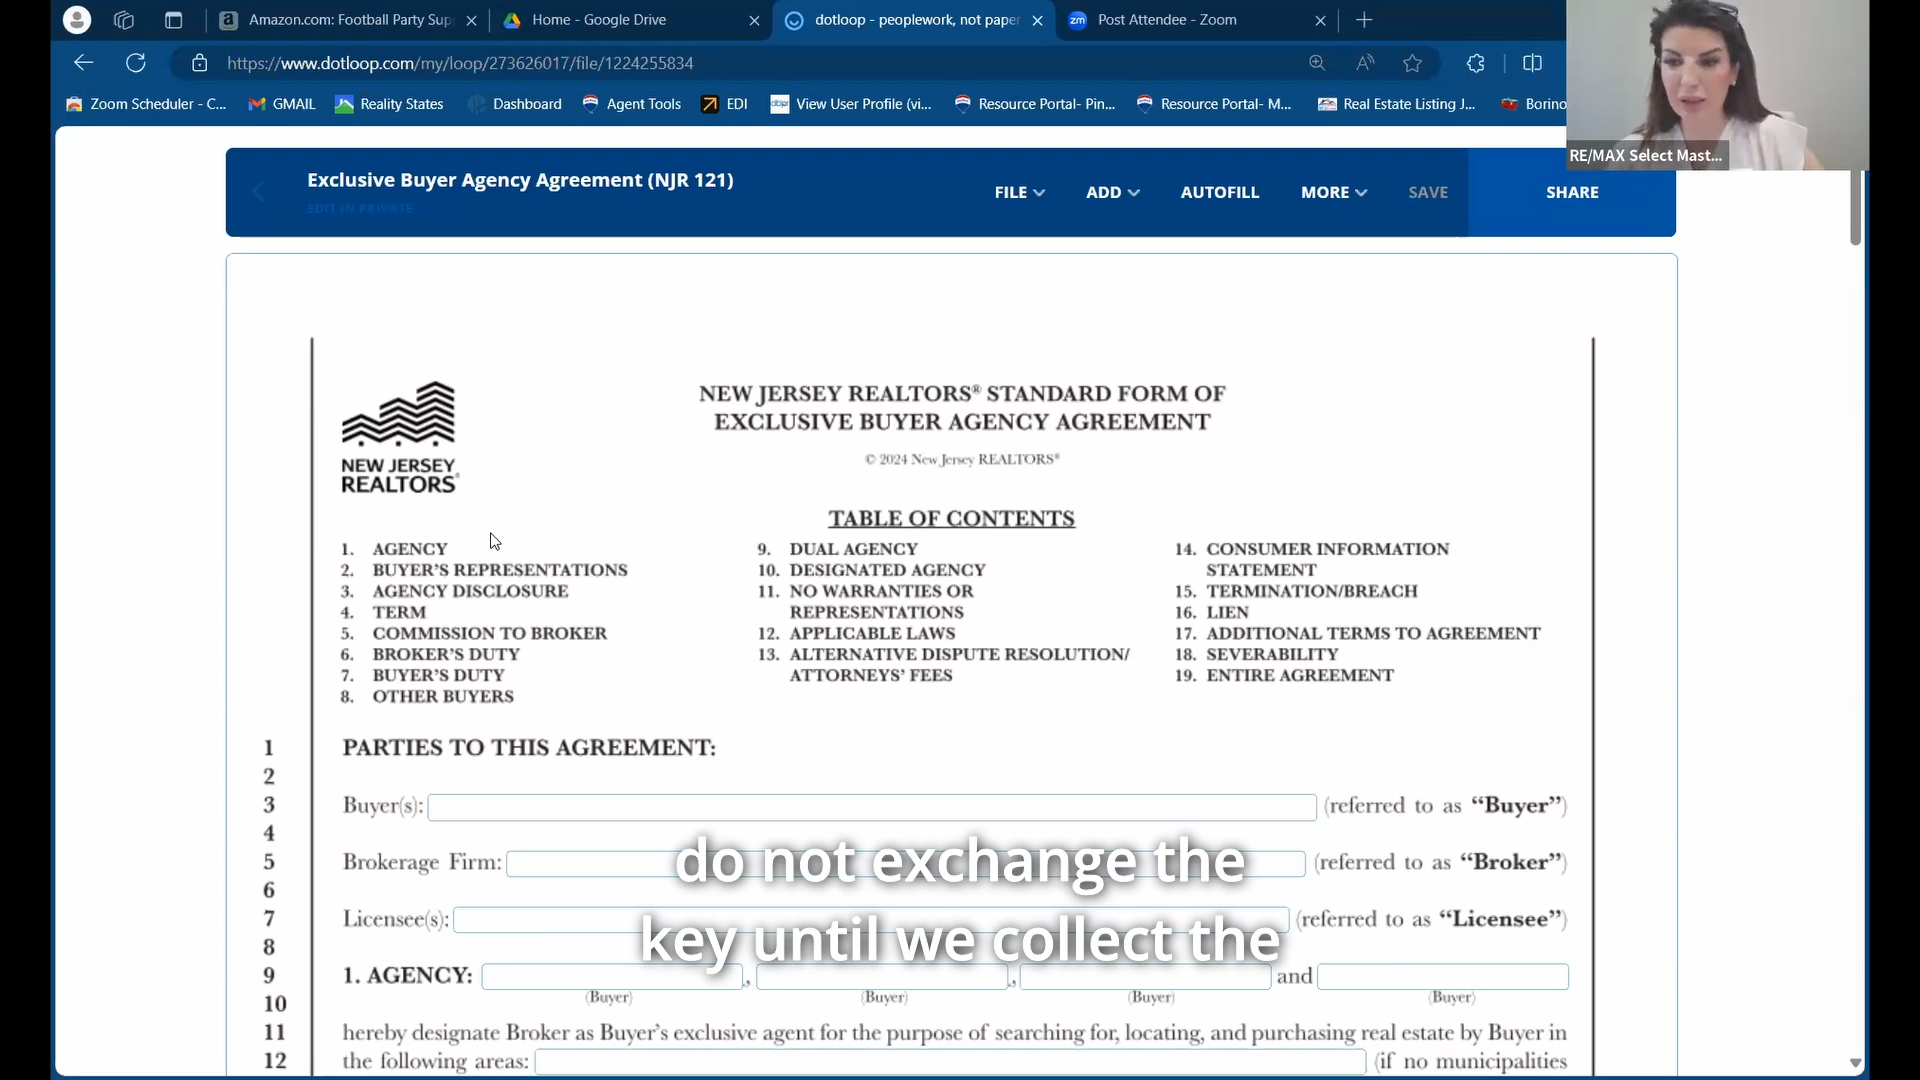 Amazon.com: Football Party Sup
Home - Google Drive
dotloop - peoplework, not paper
zm
Post Attendee - Zoom
https://www.dotloop.com/my/loop/273626017/file/1224255834
Zoom Scheduler - C...
GMAIL
Reality States
Dashboard
Agent Tools
EDI
View User Profile (vi...
Resource Portal- Pin...
Resource Portal- M...
Real Estate Listing J...
Borino
RE/MAX Select Mast...
Exclusive Buyer Agency Agreement (NJR 121)
EDIT IN PRIVATE
FILE
ADD
AUTOFILL
MORE
SAVE
SHARE
NEW JERSEY REALTORS® STANDARD FORM OF
EXCLUSIVE BUYER AGENCY AGREEMENT
© 2024 New Jersey REALTORS®
NEW JERSEY
REALTORS®
TABLE OF CONTENTS
1. AGENCY
2. BUYER'S REPRESENTATIONS
3. AGENCY DISCLOSURE
4. TERM
5. COMMISSION TO BROKER
6. BROKER'S DUTY
7. BUYER'S DUTY
8. OTHER BUYERS
9. DUAL AGENCY
10. DESIGNATED AGENCY
11. NO WARRANTIES OR
REPRESENTATIONS
12. APPLICABLE LAWS
13. ALTERNATIVE DISPUTE RESOLUTION/
ATTORNEYS' FEES
14. CONSUMER INFORMATION
STATEMENT
15. TERMINATION/BREACH
16. LIEN
17. ADDITIONAL TERMS TO AGREEMENT
18. SEVERABILITY
19. ENTIRE AGREEMENT
1 PARTIES TO THIS AGREEMENT:
2
3 Buyer(s): (referred to as “Buyer”)
4
5 Brokerage Firm: (referred to as “Broker”)
6
7 Licensee(s): (referred to as “Licensee”)
8
9 1. AGENCY: , , and
10 (Buyer) (Buyer) (Buyer) (Buyer)
11 hereby designate Broker as Buyer's exclusive agent for the purpose of searching for, locating, and purchasing real estate by Buyer in
12 the following areas: (if no municipalities
do not exchange the
key until we collect the